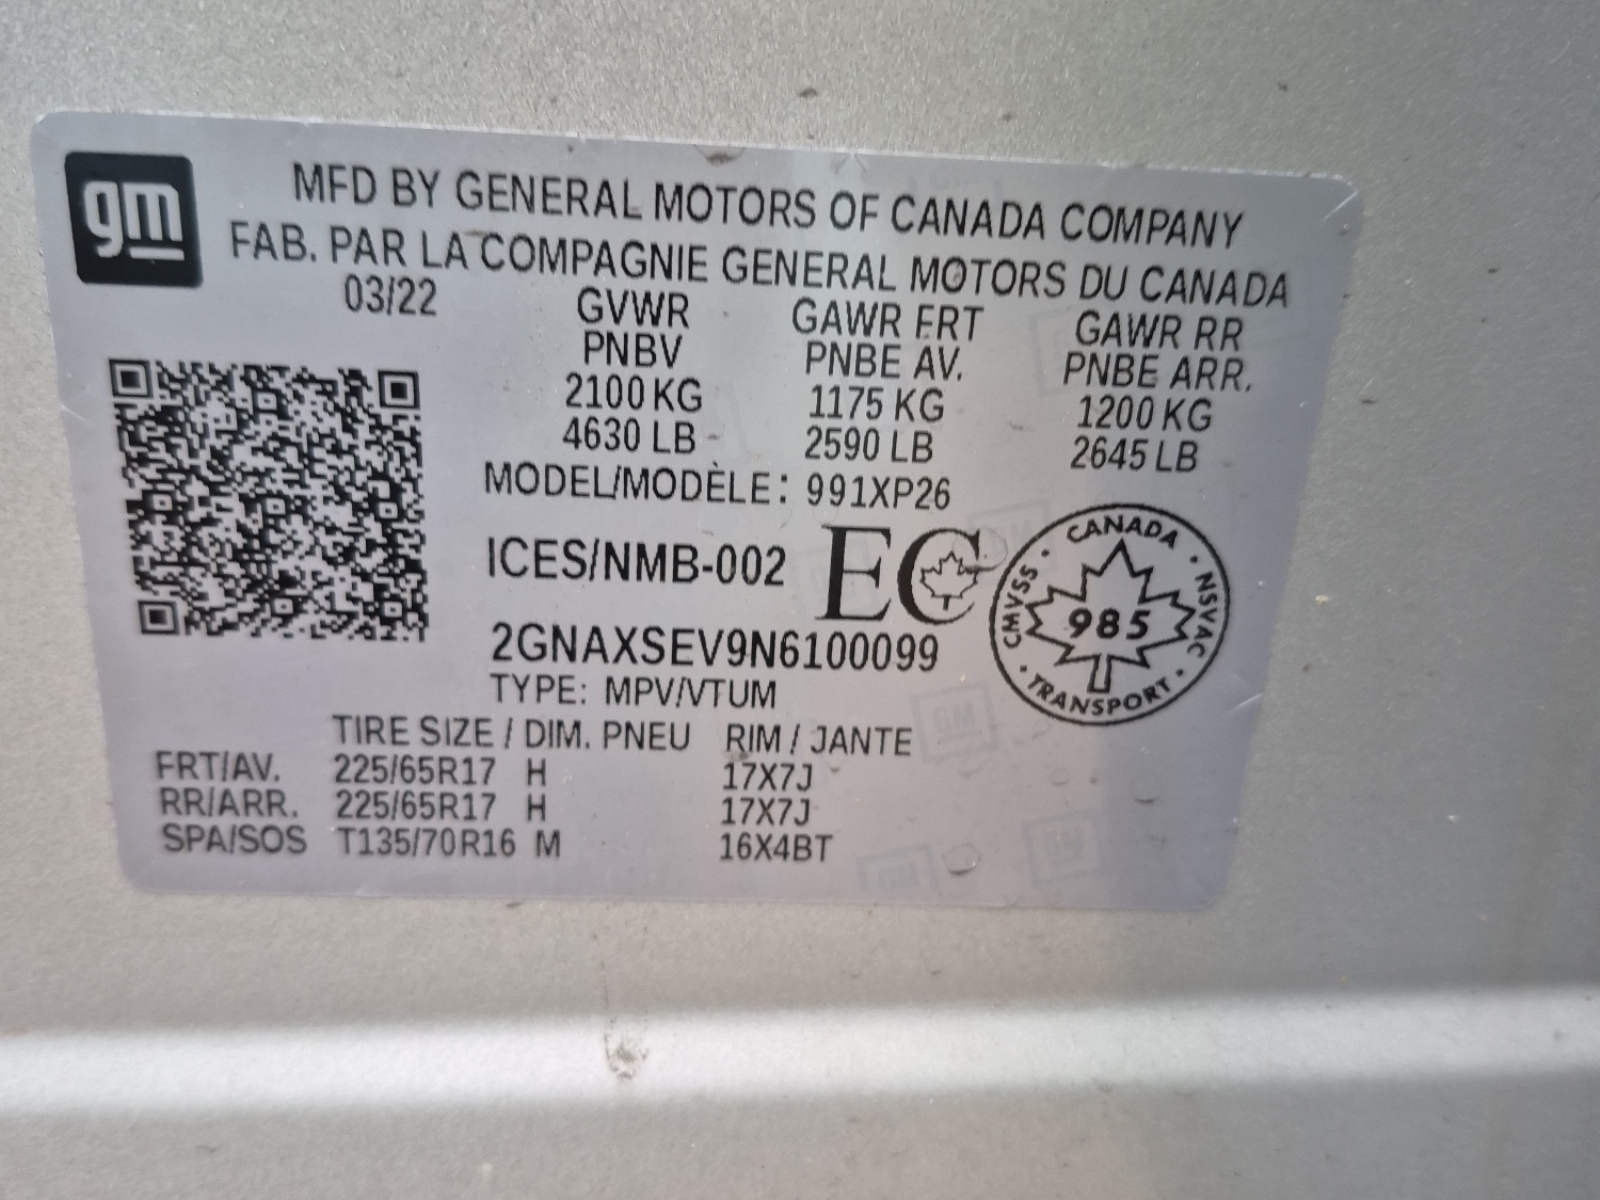 gm
MFD BY GENERAL MOTORS OF CANADA COMPANY
FAB. PAR LA COMPAGNIE GENERAL MOTORS DU CANADA
03/22 GVWR GAWR FRT GAWR RR
PNBV PNBE AV. PNBE ARR.
2100 KG 1175 KG 1200 KG
4630 LB 2590 LB 2645 LB
MODEL/MODÈLE: 991XP26
ICES/NMB-002 EC
CANADA
CMVSS 985 NSVAC
TRANSPORT
2GNAXSEV9N6100099
TYPE: MPV/VTUM
TIRE SIZE / DIM. PNEU RIM / JANTE
FRT/AV. 225/65R17 H 17X7J
RR/ARR. 225/65R17 H 17X7J
SPA/SOS T135/70R16 M 16X4BT
GM
GM
GM